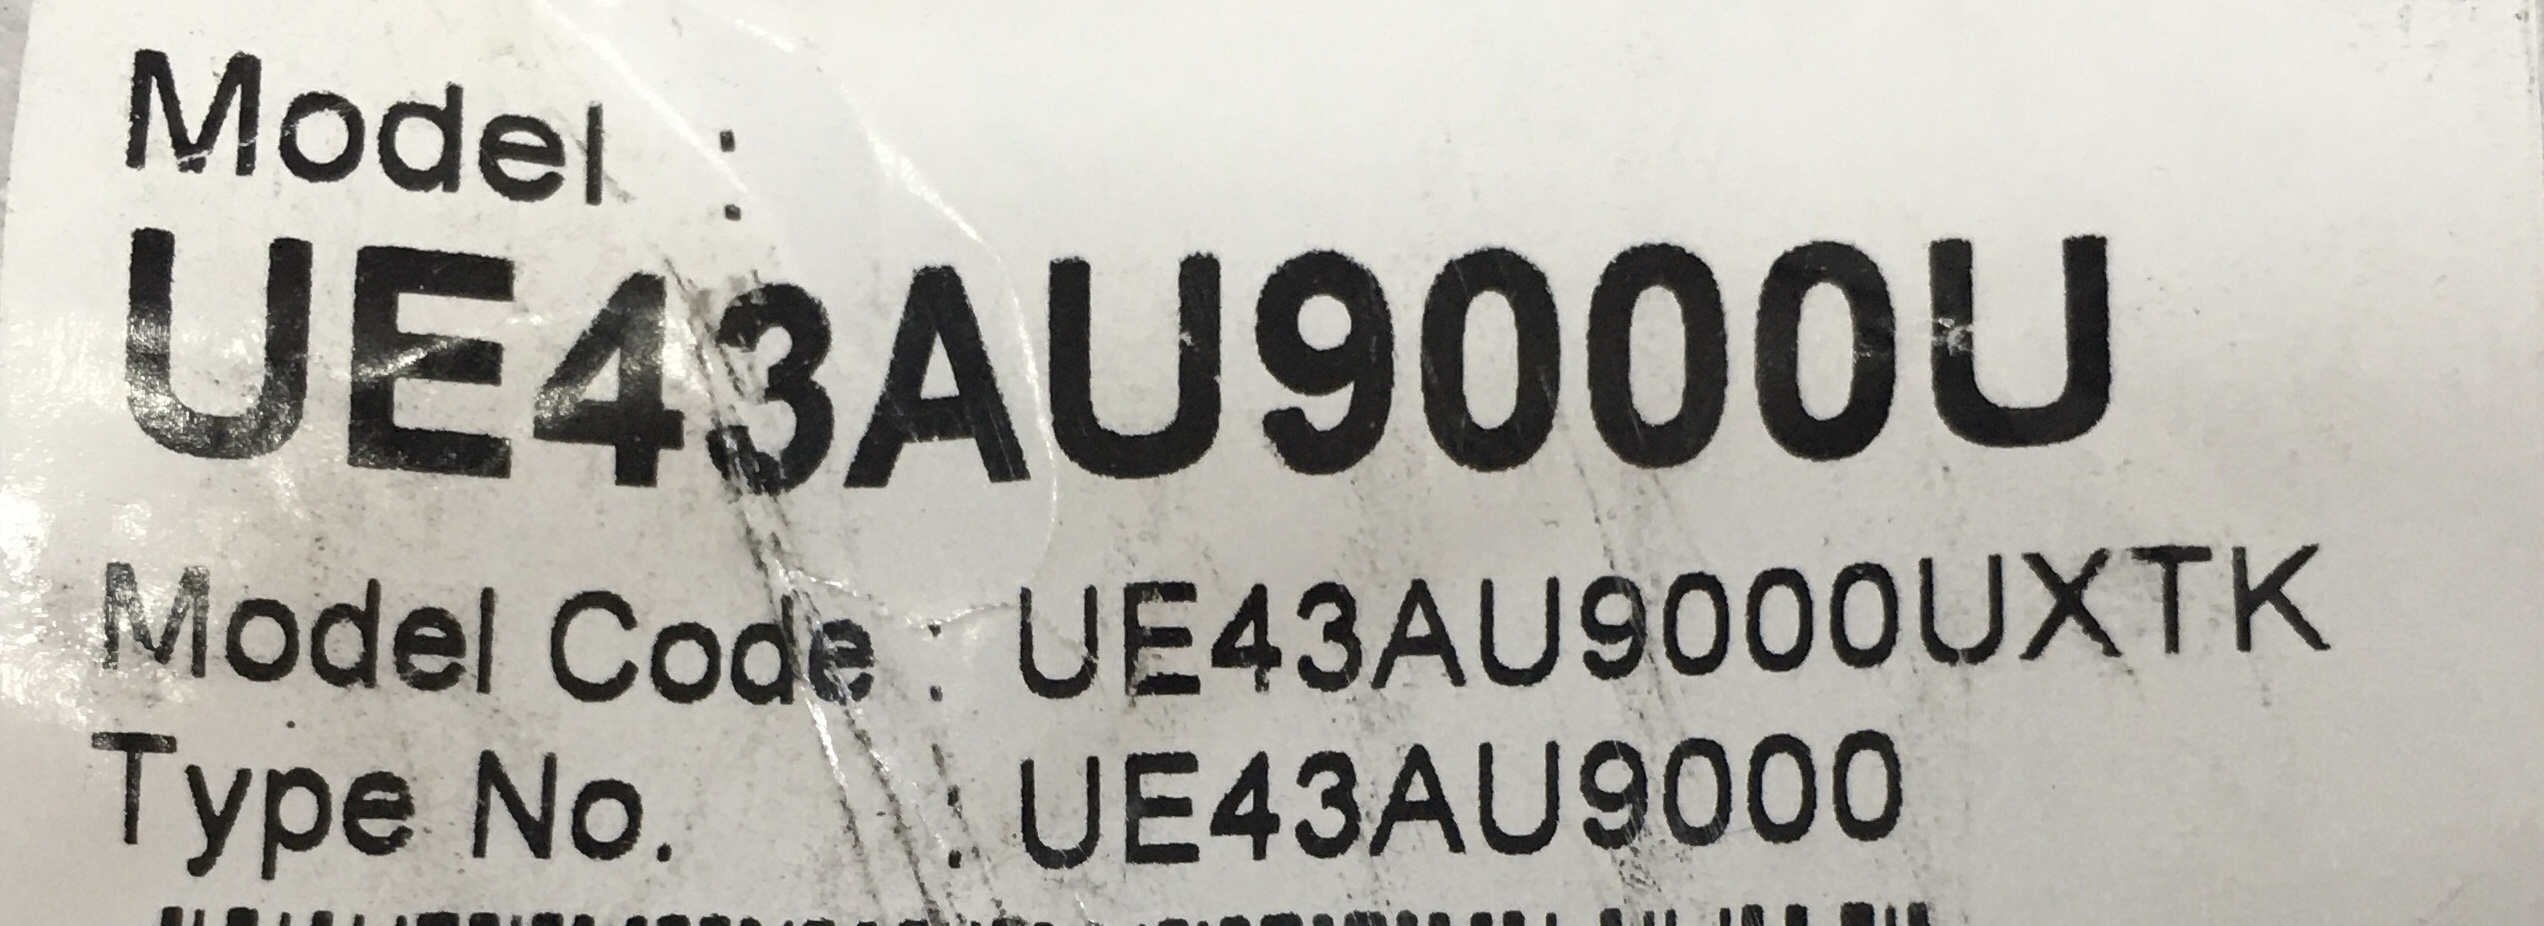 Model :
UE43AU9000U
Model Code : UE43AU9000UXTK
Type No. : UE43AU9000